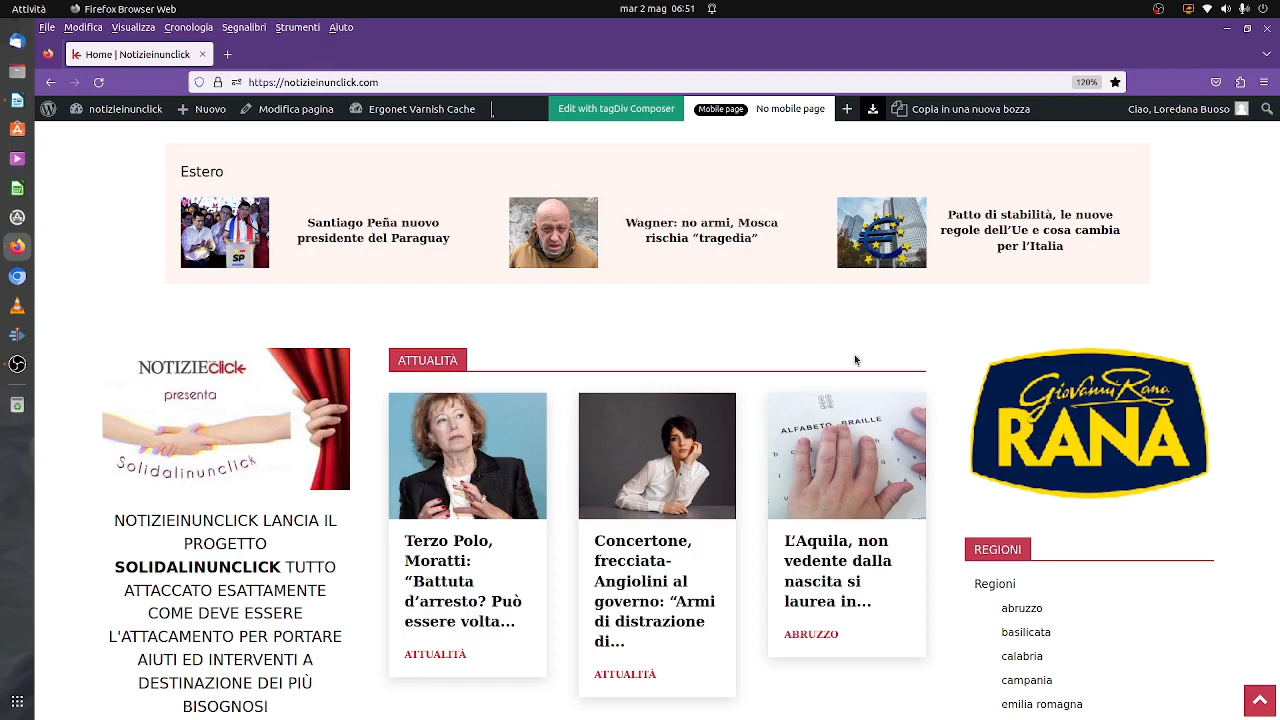 Attività
Firefox Browser Web
mar 2 mag 06:51
File Modifica Visualizza Cronologia Segnalibri Strumenti Aiuto
Home | Notizieinunclick
https://notizieinunclick.com
120%
notizieinunclick
Nuovo
Modifica pagina
Ergonet Varnish Cache
Edit with tagDiv Composer
Mobile page
No mobile page
Copia in una nuova bozza
Ciao, Loredana Buoso
Estero
SP
Santiago Peña nuovo
presidente del Paraguay
Wagner: no armi, Mosca
rischia “tragedia”
Patto di stabilità, le nuove
regole dell’Ue e cosa cambia
per l’Italia
NOTIZIE click
presenta
Solidalinunclick
NOTIZIEINUNCLICK LANCIA IL
PROGETTO
SOLIDALINUNCLICK TUTTO
ATTACCATO ESATTAMENTE
COME DEVE ESSERE
L'ATTACAMENTO PER PORTARE
AIUTI ED INTERVENTI A
DESTINAZIONE DEI PIÙ
BISOGNOSI
ATTUALITÀ
Terzo Polo,
Moratti:
“Battuta
d’arresto? Può
essere volta...
ATTUALITÀ
Concertone,
frecciata-
Angiolini al
governo: “Armi
di distrazione
di...
ATTUALITÀ
ALFABETO BRAILLE
L’Aquila, non
vedente dalla
nascita si
laurea in...
ABRUZZO
Giovanni Rana
RANA
REGIONI
Regioni
abruzzo
basilicata
calabria
campania
emilia romagna